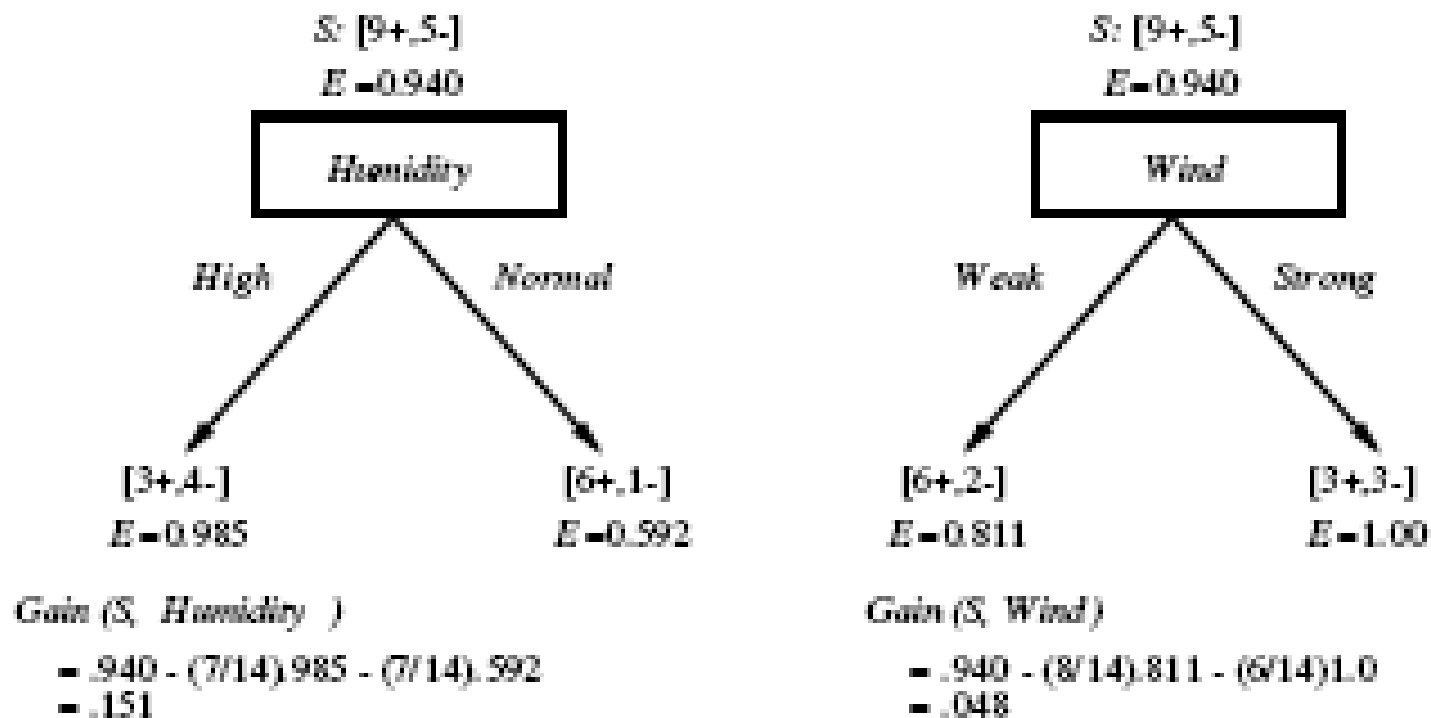 S: [9+,5-]
E =0.940
Humidity
High
Normal
[3+,4-]
E=0.985
[6+,1-]
E=0.592
Gain (S, Humidity )
= .940 - (7/14).985 - (7/14).592
= .151
S: [9+,5-]
E=0.940
Wind
Weak
Strong
[6+,2-]
E=0.811
[3+,3-]
E=1.00
Gain (S, Wind)
= .940 - (8/14).811 - (6/14)1.0
= .048